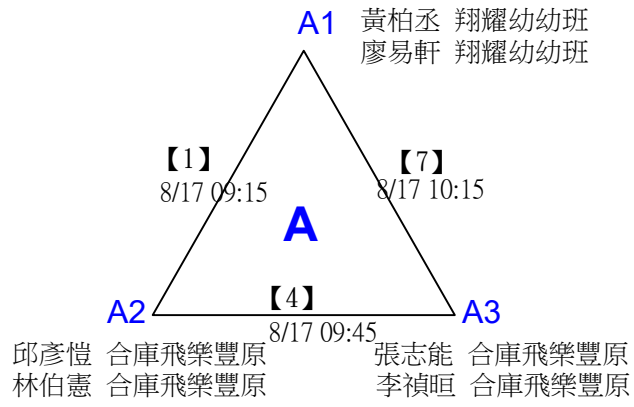 A1 黃柏丞 翔耀幼幼班
廖易軒 翔耀幼幼班
【1】
8/17 09:15
【7】
8/17 10:15
A
【4】
8/17 09:45
A2
A3
邱彥愷 合庫飛樂豐原
林伯憲 合庫飛樂豐原
張志能 合庫飛樂豐原
李禎晅 合庫飛樂豐原